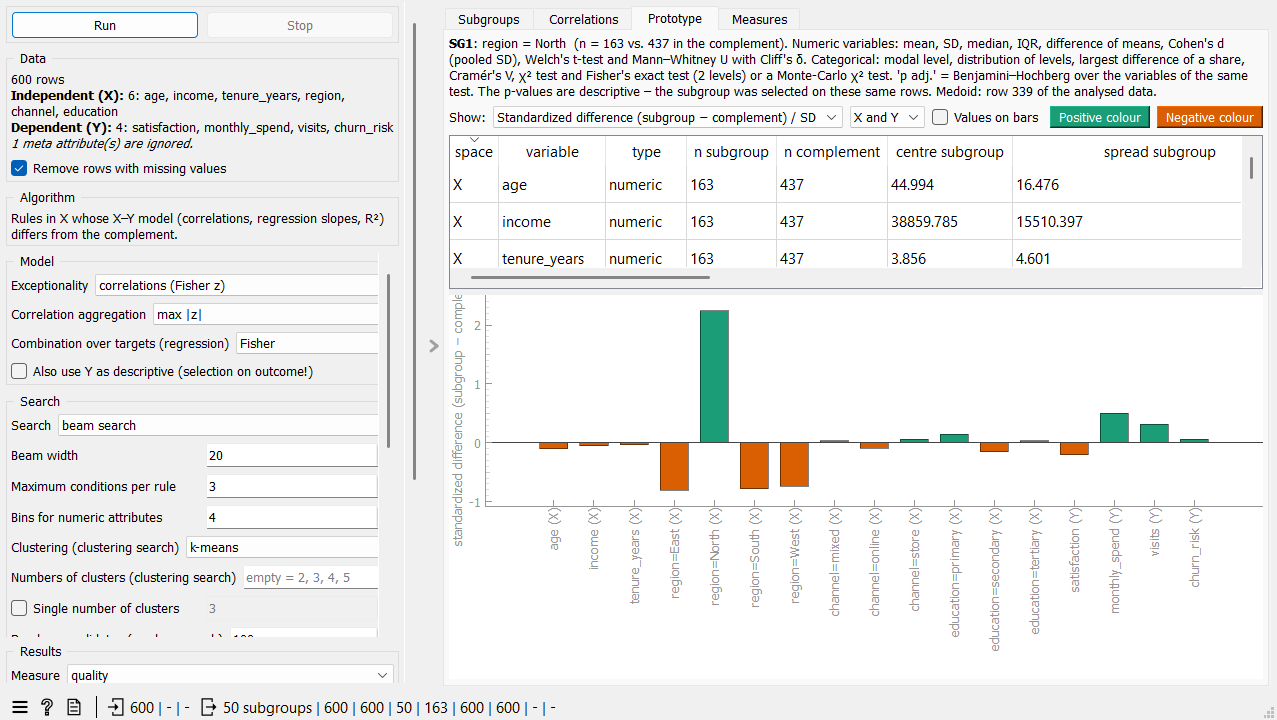 Run
Stop
Data
600 rows
Independent (X): 6: age, income, tenure_years, region,
channel, education
Dependent (Y): 4: satisfaction, monthly_spend, visits, churn_risk
1 meta attribute(s) are ignored.
Remove rows with missing values
Algorithm
Rules in X whose X–Y model (correlations, regression slopes, R²)
differs from the complement.
Model
Exceptionality correlations (Fisher z)
Correlation aggregation max |z|
Combination over targets (regression) Fisher
Also use Y as descriptive (selection on outcome!)
Search
Search beam search
Beam width 20
Maximum conditions per rule 3
Bins for numeric attributes 4
Clustering (clustering search) k-means
Numbers of clusters (clustering search) empty = 2, 3, 4, 5
Single number of clusters 3
Results
Measure quality
Subgroups Correlations Prototype Measures
SG1: region = North (n = 163 vs. 437 in the complement). Numeric variables: mean, SD, median, IQR, difference of means, Cohen's d
(pooled SD), Welch's t-test and Mann–Whitney U with Cliff's δ. Categorical: modal level, distribution of levels, largest difference of a share,
Cramér's V, χ² test and Fisher's exact test (2 levels) or a Monte-Carlo χ² test. 'p adj.' = Benjamini–Hochberg over the variables of the same
test. The p-values are descriptive – the subgroup was selected on these same rows. Medoid: row 339 of the analysed data.
Show: Standardized difference (subgroup − complement) / SD X and Y Values on bars Positive colour Negative colour
space variable type n subgroup n complement centre subgroup spread subgroup
X age numeric 163 437 44.994 16.476
X income numeric 163 437 38859.785 15510.397
X tenure_years numeric 163 437 3.856 4.601
standardized difference (subgroup − comple
2
1
0
-1
age (X)
income (X)
tenure_years (X)
region=East (X)
region=North (X)
region=South (X)
region=West (X)
channel=mixed (X)
channel=online (X)
channel=store (X)
education=primary (X)
education=secondary (X)
education=tertiary (X)
satisfaction (Y)
monthly_spend (Y)
visits (Y)
churn_risk (Y)
600 | - | - 50 subgroups | 600 | 600 | 50 | 163 | 600 | 600 | - | -